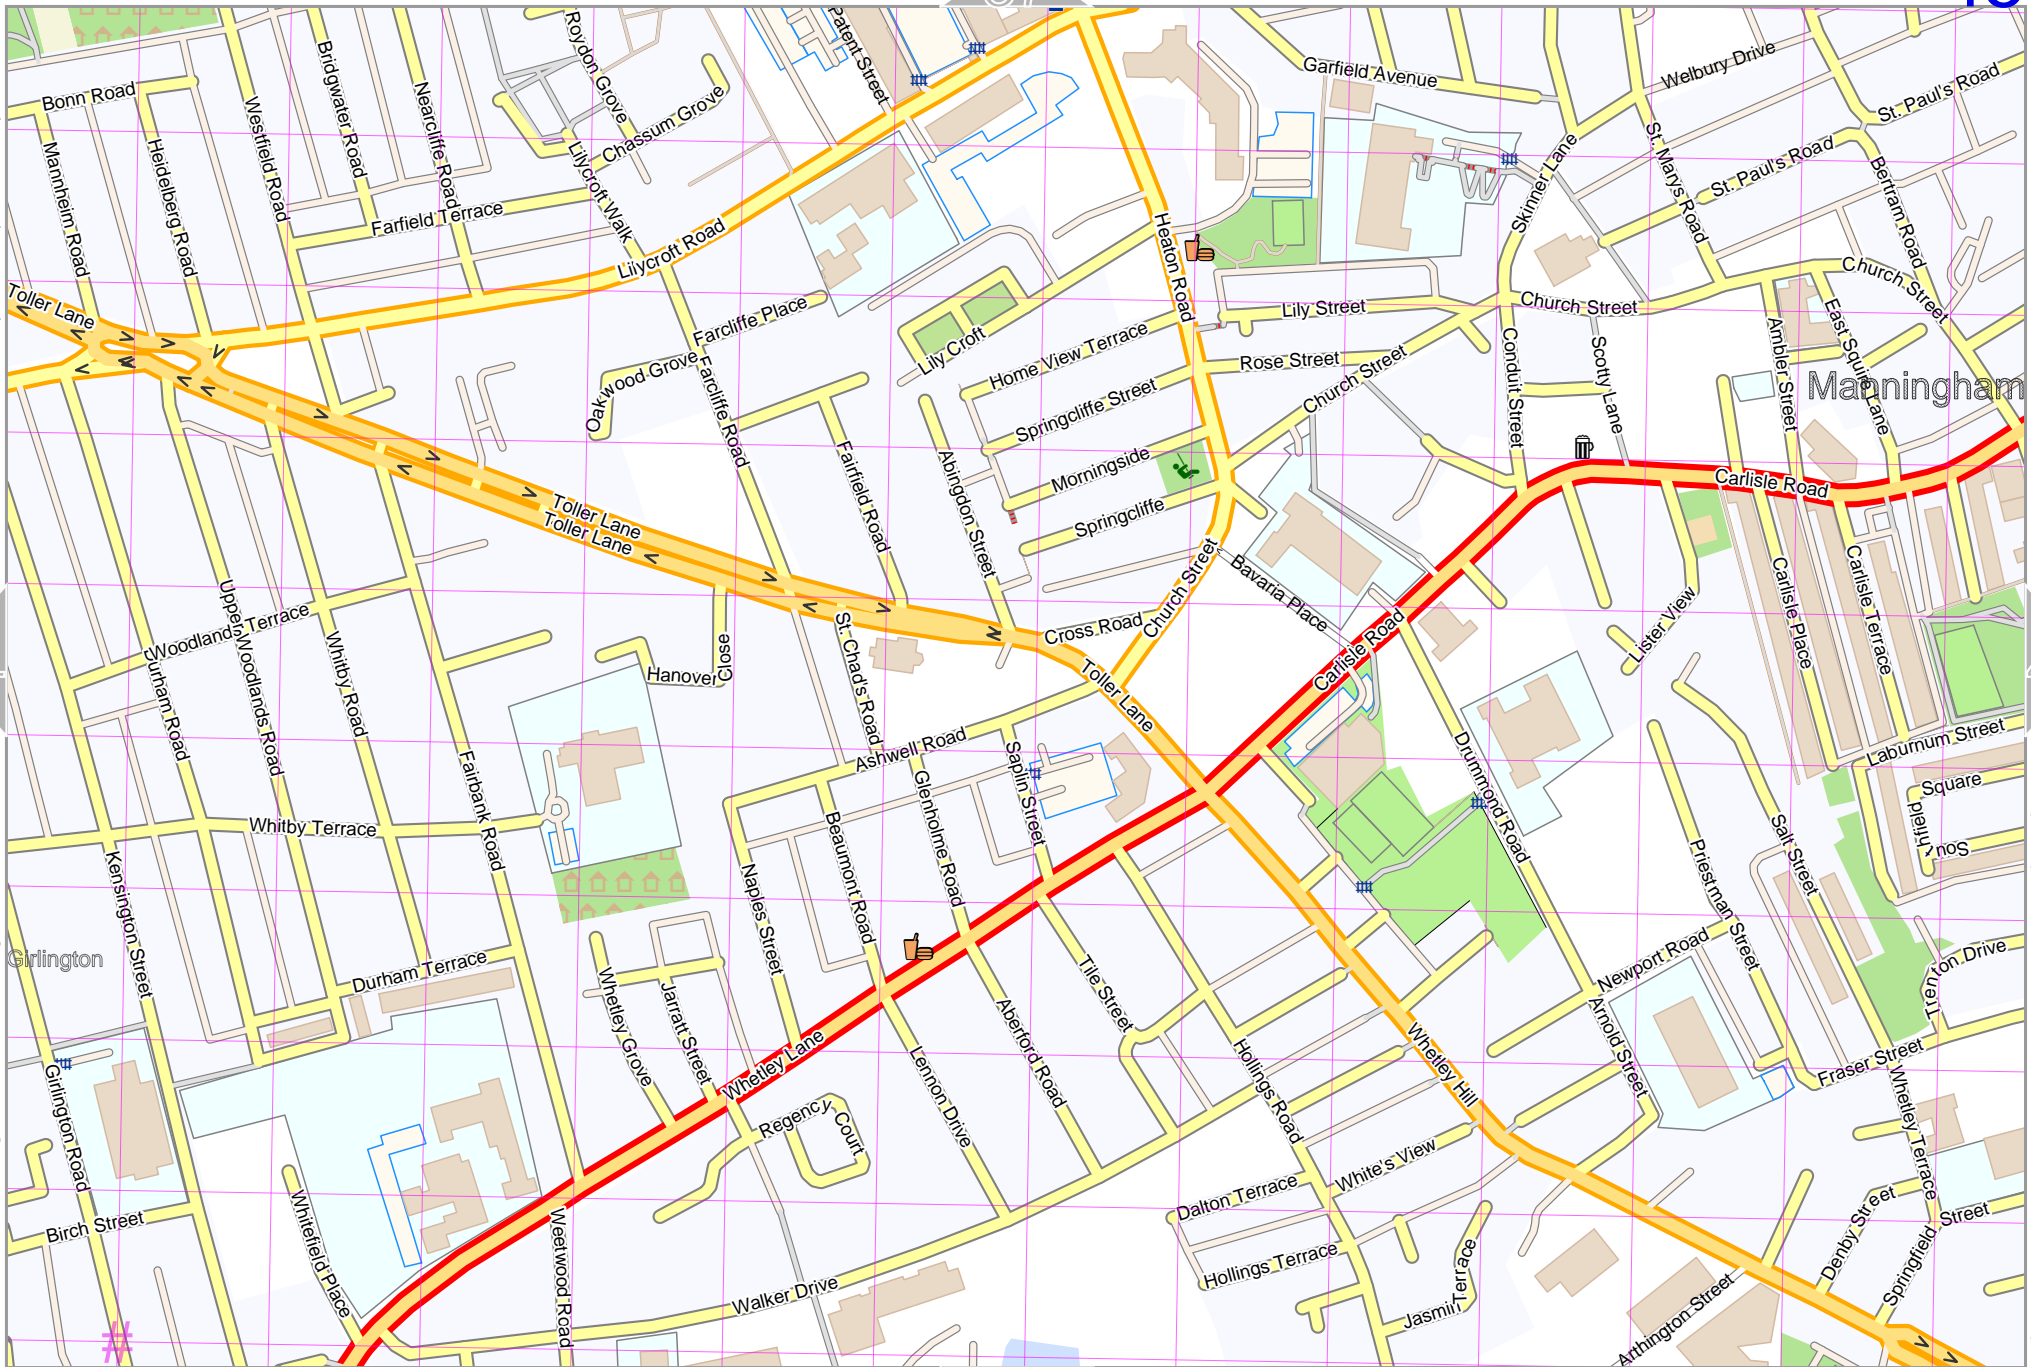 Patent Street
Roydon Grove
Bridgwater Road
Garfield Avenue
Welbury Drive
Bonn Road
Nearcliffe Road
Westfield Road
Chassum Grove
St. Paul's Road
Mannheim Road
Heidelberg Road
Lilycroft Walk
Skinner Lane
St. Marys Road
St. Paul's Road
Bertram Road
Farfield Terrace
Lilycroft Road
Heaton Road
Toller Lane
Farcliffe Place
Lily Croft
Home View Terrace
Lily Street
Church Street
Church Street
Oakwood Grove
Farcliffe Road
Springcliffe Street
Rose Street
Church Street
Conduit Street
Scotty Lane
Ambler Street
East Squire Lane
Manningham
Fairfield Road
Abingdon Street
Morningside
Springcliffe
Carlisle Road
Toller Lane
Toller Lane
Church Street
Bavaria Place
Carlisle Place
Carlisle Terrace
Lister View
Woodlands Terrace
Upper Woodlands Road
Durham Road
Whitby Road
Hanover Close
St. Chad's Road
Cross Road
Toller Lane
Carlisle Road
Drummond Road
Laburnum Street
Ashwell Road
Saplin Street
Glenholme Road
Beaumont Road
Fairbank Road
Whitby Terrace
Square
Southfield
Salt Street
Priestman Street
Kensington Street
Naples Street
Girlington
Durham Terrace
Whetley Grove
Jarratt Street
Tile Street
Newport Road
Trenton Drive
Aberford Road
Whetley Lane
Lennon Drive
Hollings Road
Whetley Hill
Arnold Street
Fraser Street
Whetley Terrace
Girlington Road
Regency Court
White's View
Dalton Terrace
Birch Street
Whitefield Place
Weetwood Road
Hollings Terrace
Jasmin Terrace
Denby Street
Springfield Street
Walker Drive
Arthington Street
#